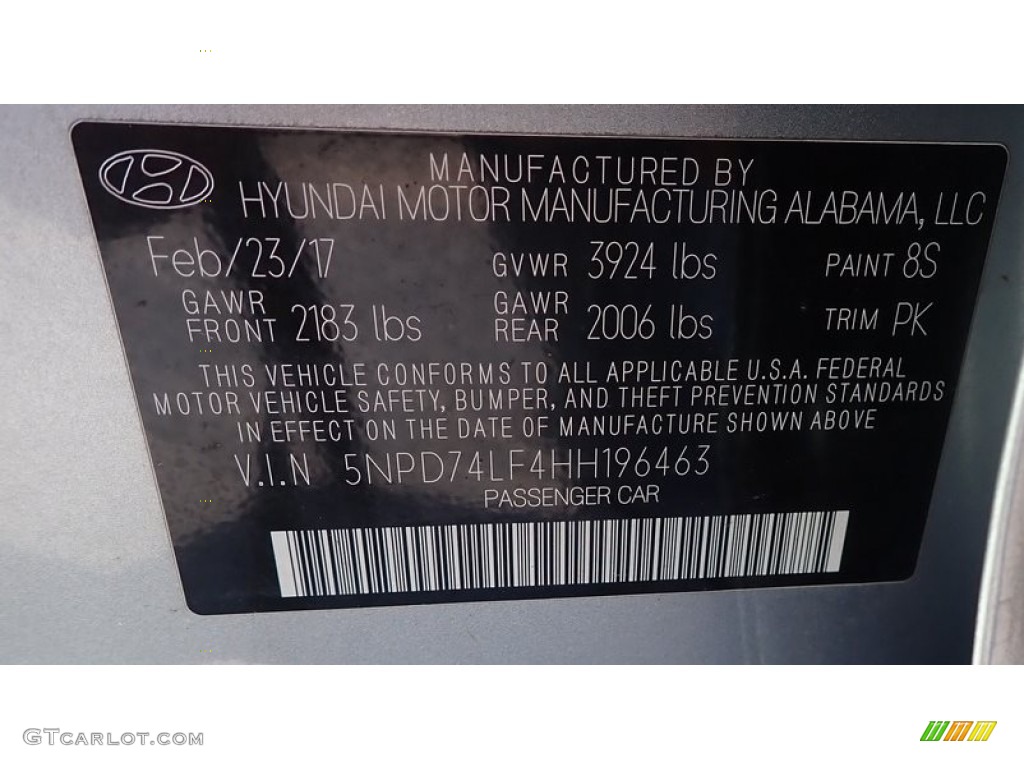 MANUFACTURED BY
HYUNDAI MOTOR MANUFACTURING ALABAMA, LLC
Feb/23/17 GVWR 3924 lbs PAINT 8S
GAWR FRONT 2183 lbs GAWR REAR 2006 lbs TRIM PK
THIS VEHICLE CONFORMS TO ALL APPLICABLE U.S.A. FEDERAL
MOTOR VEHICLE SAFETY, BUMPER, AND THEFT PREVENTION STANDARDS
IN EFFECT ON THE DATE OF MANUFACTURE SHOWN ABOVE
V.I.N 5NPD74LF4HH196463
PASSENGER CAR
GTCARLOT.COM